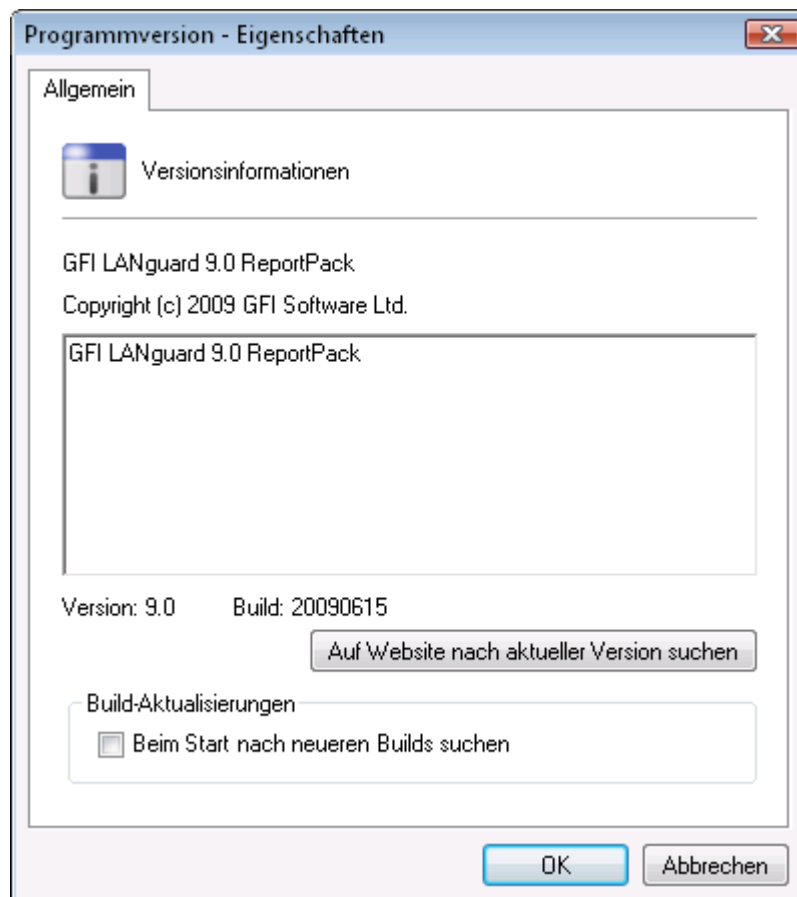 Programmversion - Eigenschaften
Allgemein
Versionsinformationen
GFI LANguard 9.0 ReportPack
Copyright (c) 2009 GFI Software Ltd.
GFI LANguard 9.0 ReportPack
Version: 9.0 Build: 20090615
Auf Website nach aktueller Version suchen
Build-Aktualisierungen
Beim Start nach neueren Builds suchen
OK Abbrechen